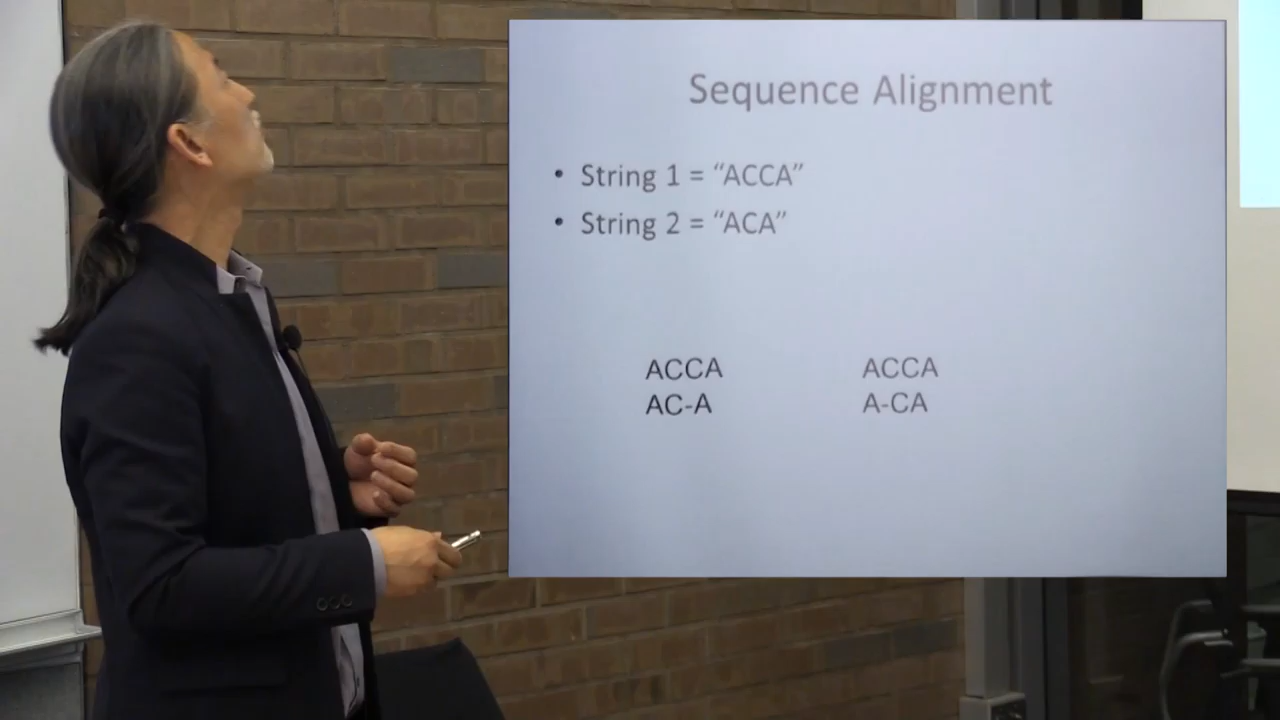 Sequence Alignment
• String 1 = “ACCA”
• String 2 = “ACA”
ACCA ACCA
AC-A A-CA